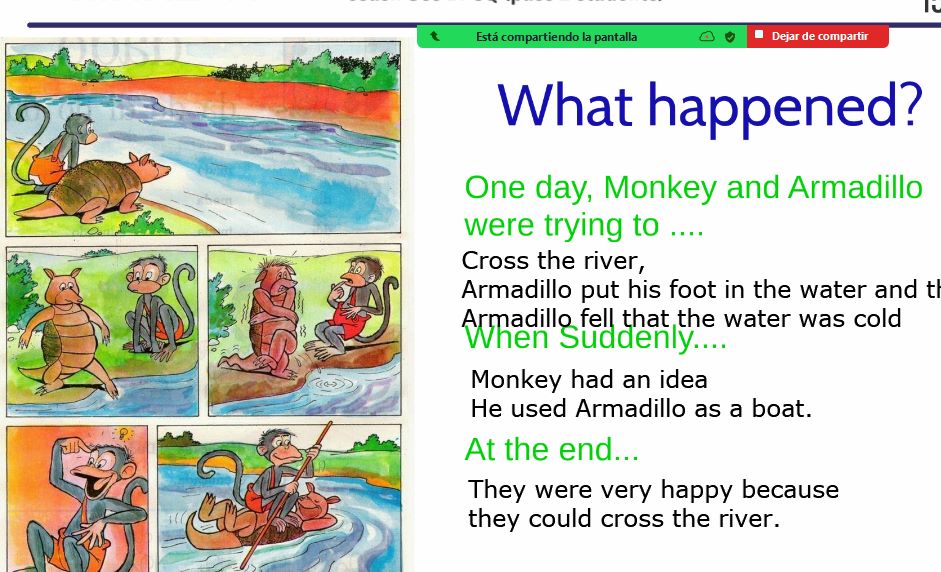 Está compartiendo la pantalla
Dejar de compartir
What happened?
One day, Monkey and Armadillo
were trying to ....
Cross the river,
Armadillo put his foot in the water and th
Armadillo fell that the water was cold
When Suddenly....
Monkey had an idea
He used Armadillo as a boat.
At the end...
They were very happy because
they could cross the river.